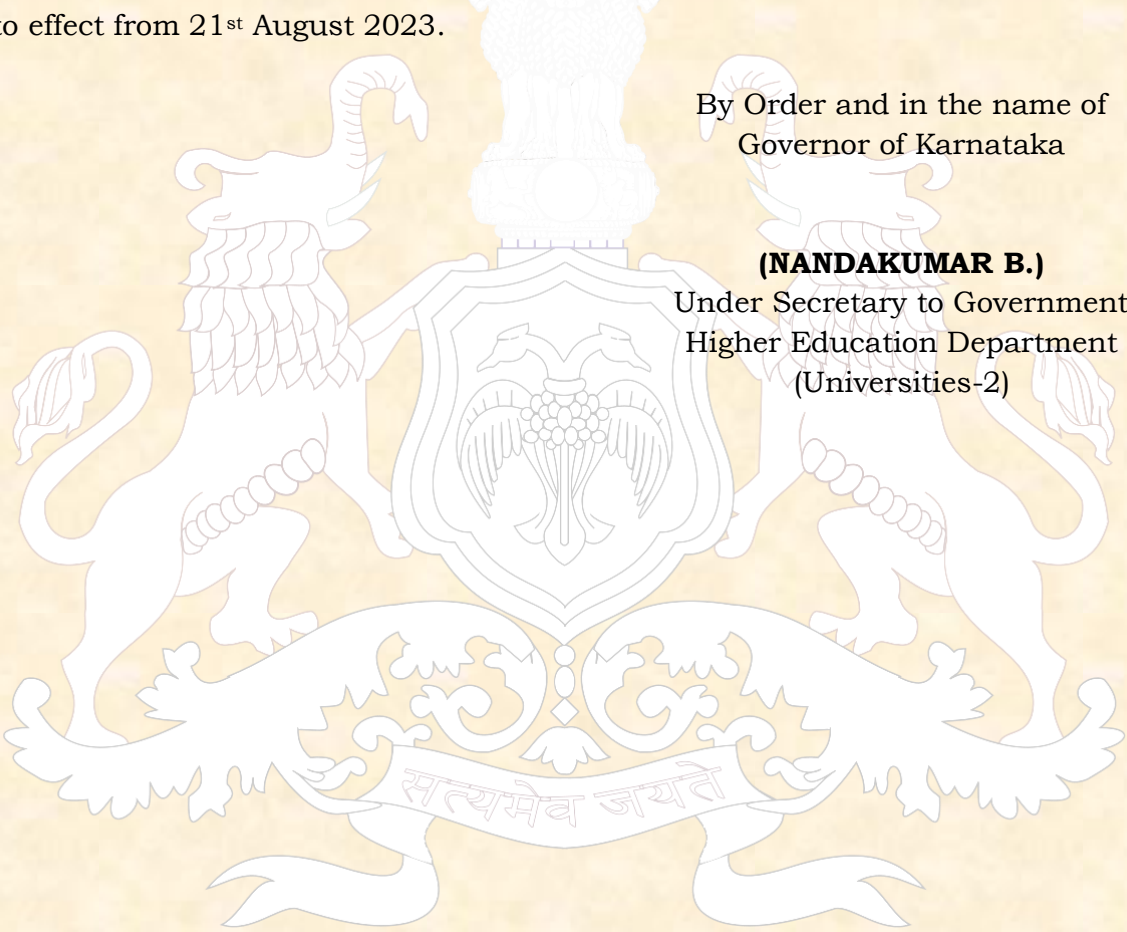 to effect from 21st August 2023.
By Order and in the name of
Governor of Karnataka
(NANDAKUMAR B.)
Under Secretary to Government
Higher Education Department
(Universities-2)
सत्यमेव जयते